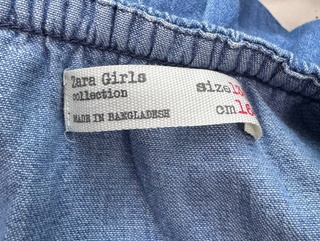 Zara Girls
collection
size
MADE IN BANGLADESH
cm